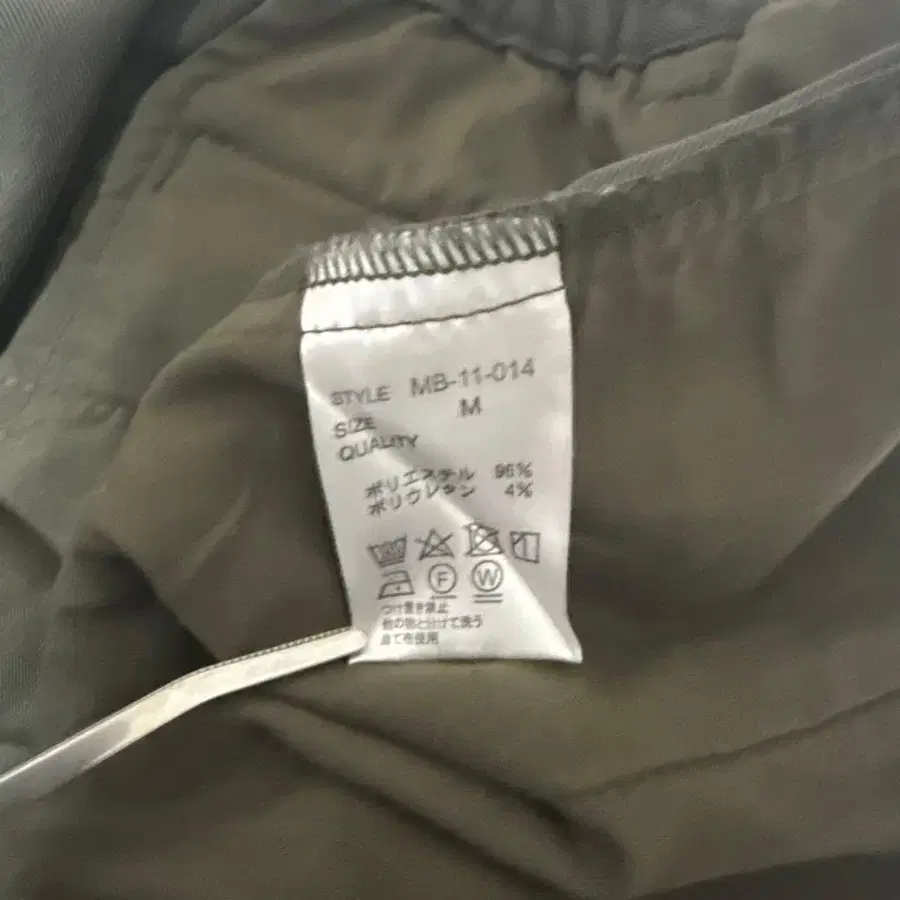 STYLE MB-11-014
SIZE M
QUALITY
ポリエステル 96%
ポリウレタン 4%
F W
つけ置き禁止
他の物と分けて洗う
当て布使用